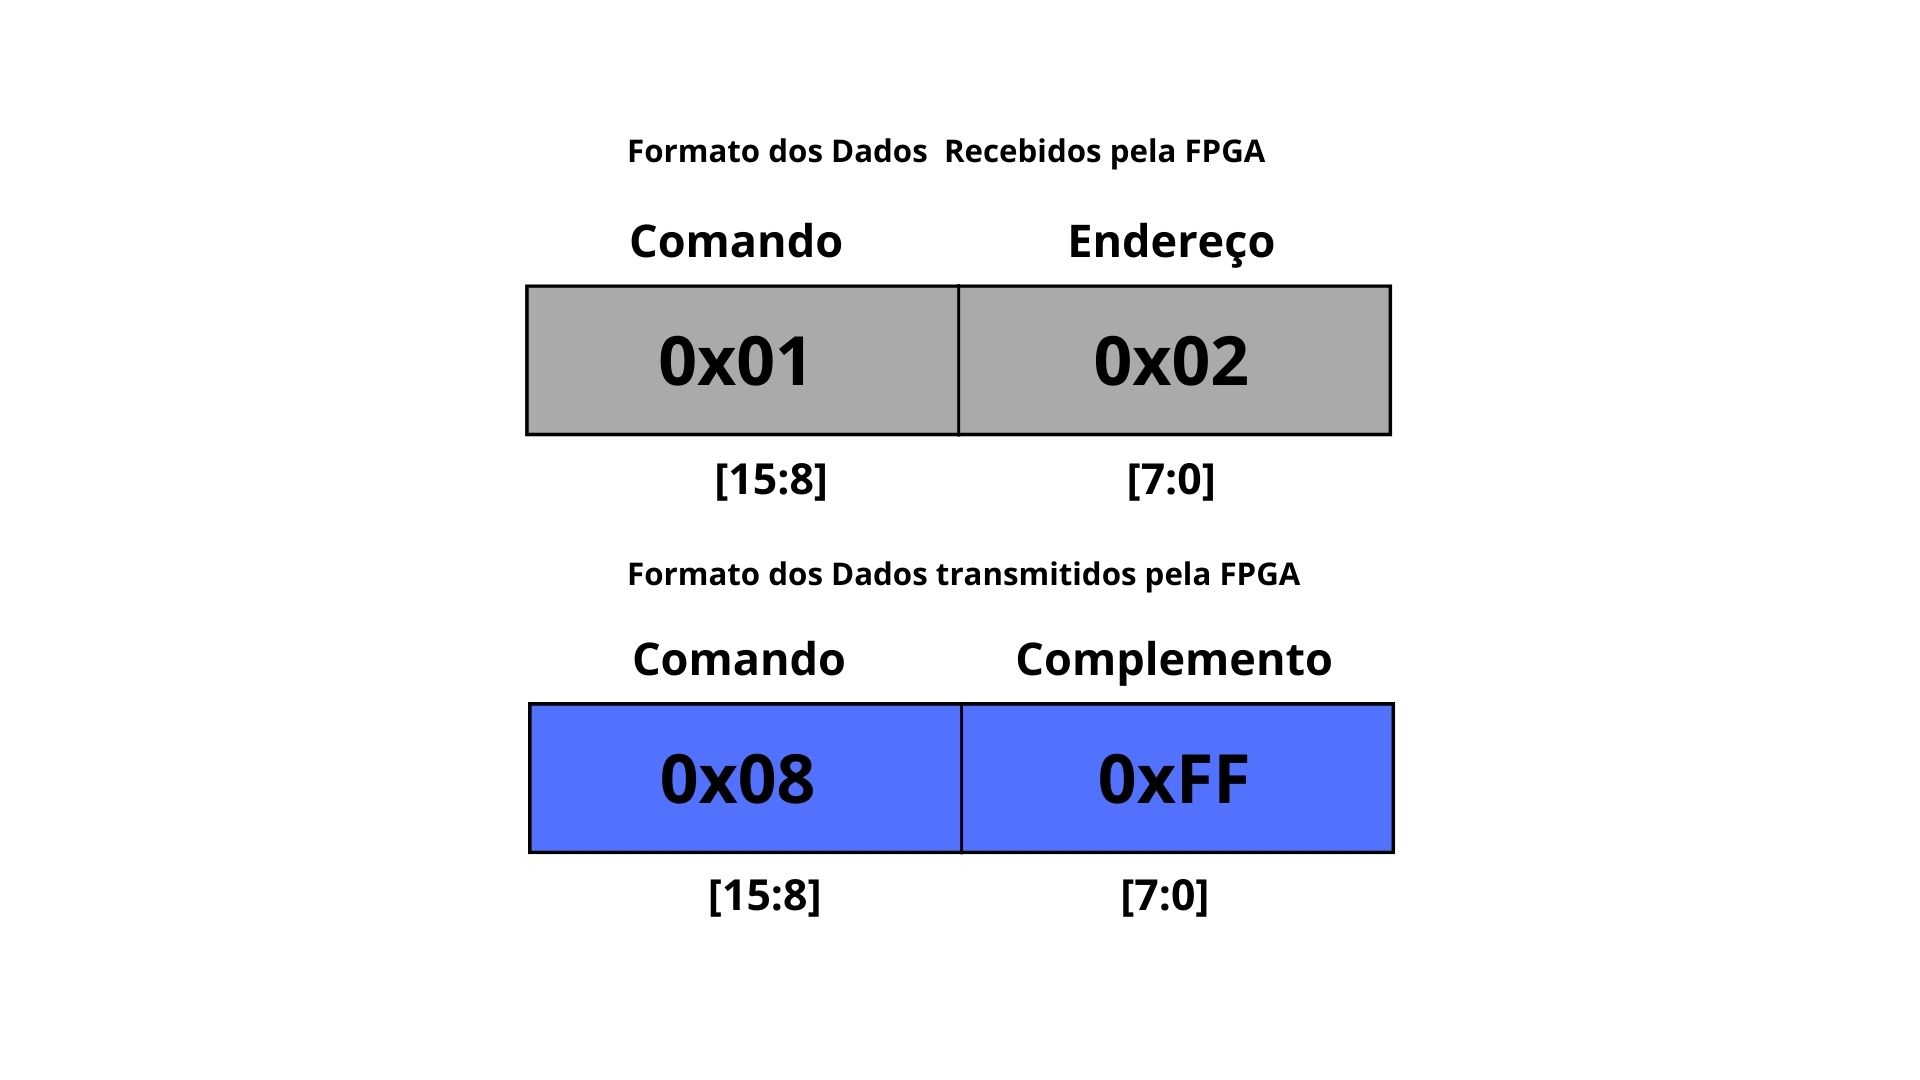 Formato dos Dados  Recebidos pela FPGA
Comando Endereço
0x01 0x02
[15:8] [7:0]
Formato dos Dados transmitidos pela FPGA
Comando Complemento
0x08 0xFF
[15:8] [7:0]